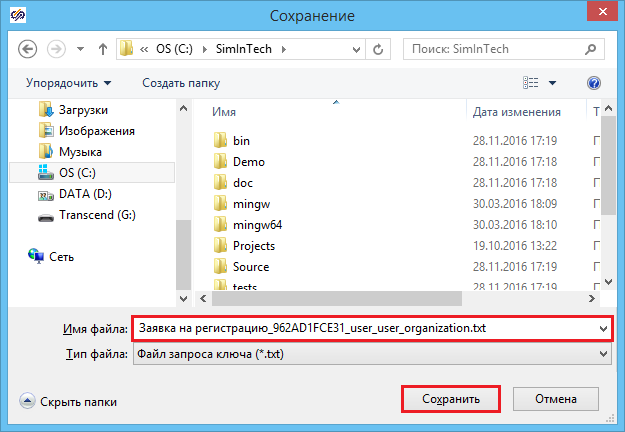 Сохранение
« OS (C:) SimInTech
Поиск: SimInTech
Упорядочить Создать папку
Загрузки
Изображения
Музыка
OS (C:)
DATA (D:)
Transcend (G:)
Сеть
Имя Дата изменения Т
bin 28.11.2016 17:19 П
Demo 28.11.2016 17:19 П
doc 28.11.2016 17:19 П
mingw 30.03.2016 18:09 П
mingw64 30.03.2016 18:10 П
Projects 19.10.2016 13:22 П
Source 28.11.2016 17:19 П
tests 28.11.2016 17:19
Имя файла: Заявка на регистрацию_962AD1FCE31_user_user_organization.txt
Тип файла: Файл запроса ключа (*.txt)
Скрыть папки
Сохранить Отмена